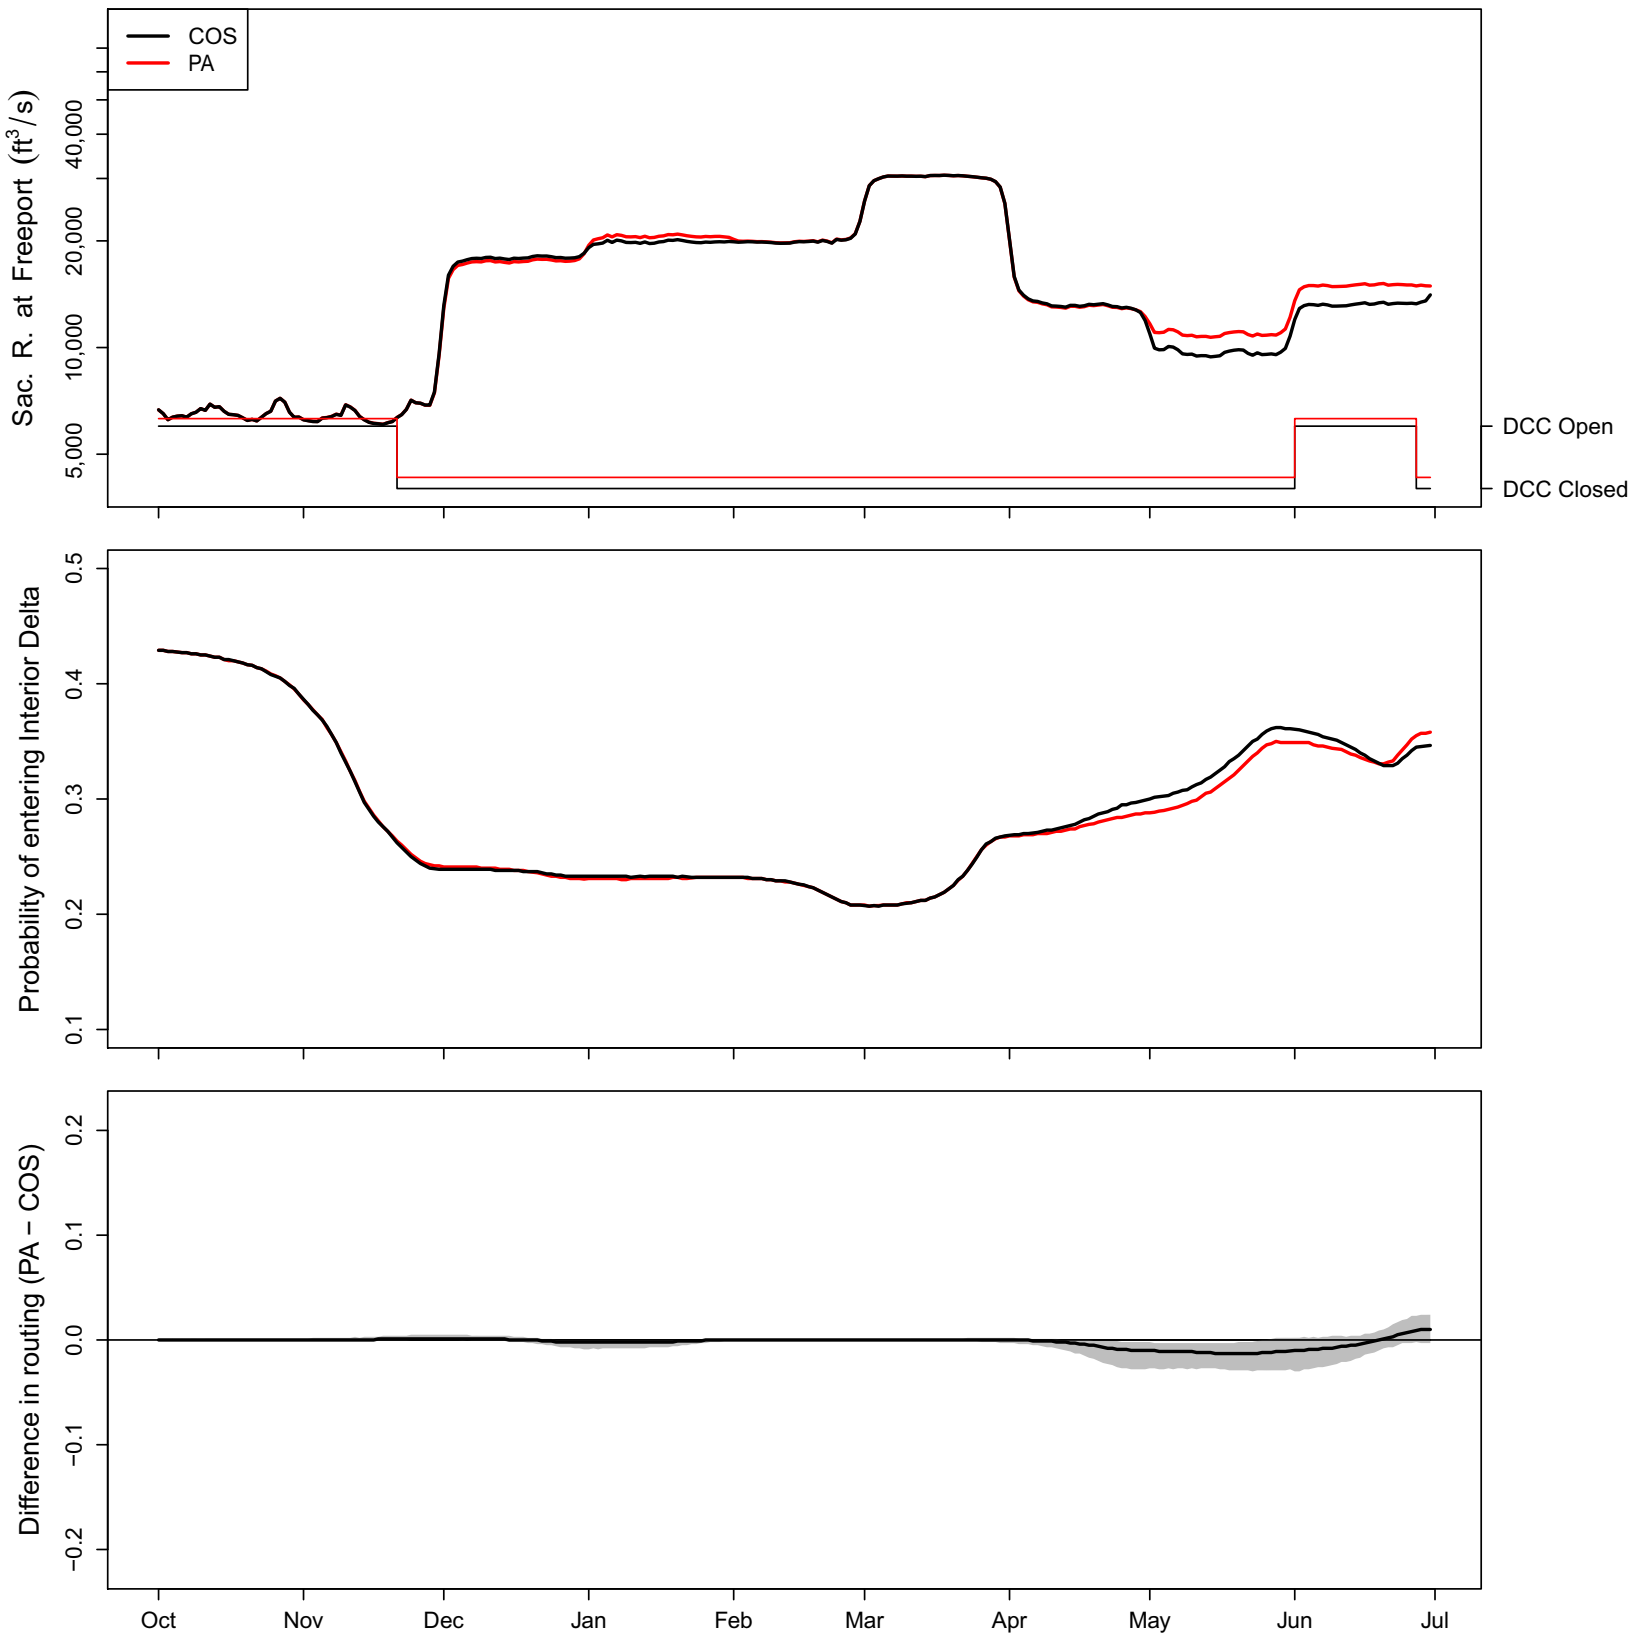 COS
PA
Sac. R. at Freeport (ft³/s)
40,000
20,000
10,000
5,000
DCC Open
DCC Closed
Probability of entering Interior Delta
0.5
0.4
0.3
0.2
0.1
Difference in routing (PA − COS)
0.2
0.1
0.0
−0.1
−0.2
Oct Nov Dec Jan Feb Mar Apr May Jun Jul